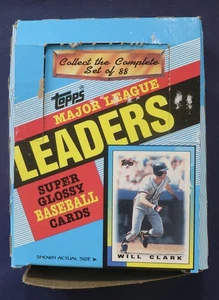 Collect the Complete
Set of 88
Topps
MAJOR LEAGUE
LEADERS
SUPER
GLOSSY
BASEBALL
CARDS
SHOWN ACTUAL SIZE
WILL CLARK